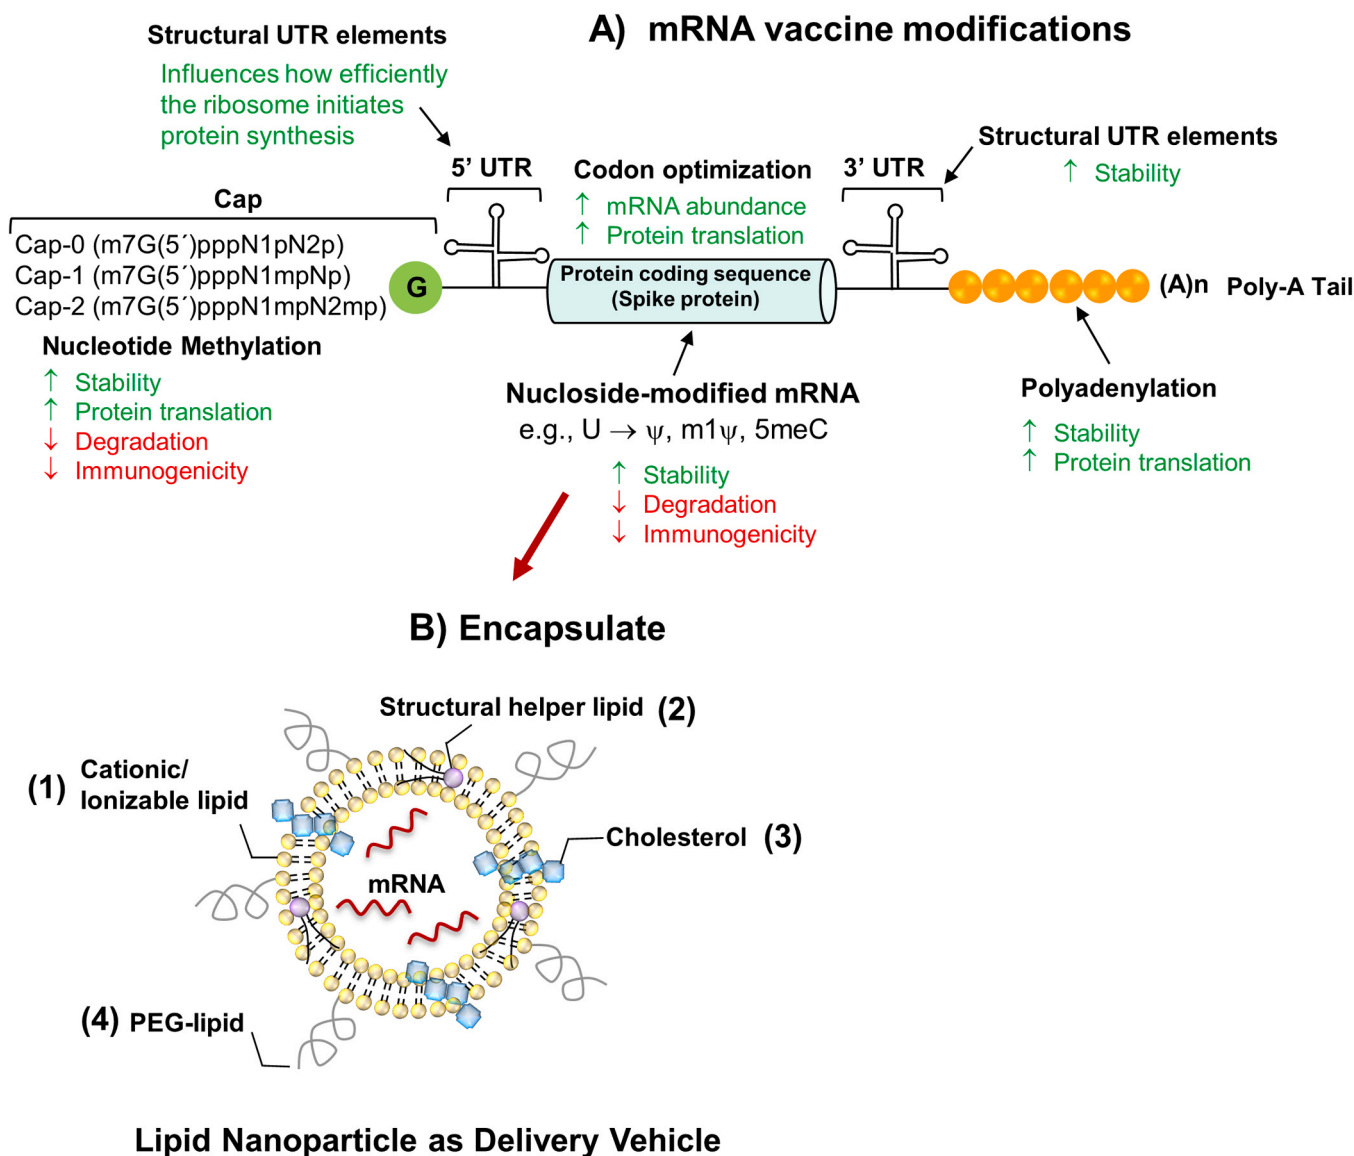 A) mRNA vaccine modifications
Structural UTR elements
Influences how efficiently
the ribosome initiates
protein synthesis
5’ UTR
Codon optimization
↑ mRNA abundance
↑ Protein translation
3’ UTR
Structural UTR elements
↑ Stability
Cap
Cap-0 (m7G(5´)pppN1pN2p)
Cap-1 (m7G(5´)pppN1mpNp)
Cap-2 (m7G(5´)pppN1mpN2mp)
G
Protein coding sequence
(Spike protein)
(A)n Poly-A Tail
Nucleotide Methylation
↑ Stability
↑ Protein translation
↓ Degradation
↓ Immunogenicity
Nucloside-modified mRNA
e.g., U → ψ, m1ψ, 5meC
↑ Stability
↓ Degradation
↓ Immunogenicity
Polyadenylation
↑ Stability
↑ Protein translation
B) Encapsulate
Structural helper lipid (2)
(1) Cationic/
Ionizable lipid
Cholesterol (3)
mRNA
(4) PEG-lipid
Lipid Nanoparticle as Delivery Vehicle